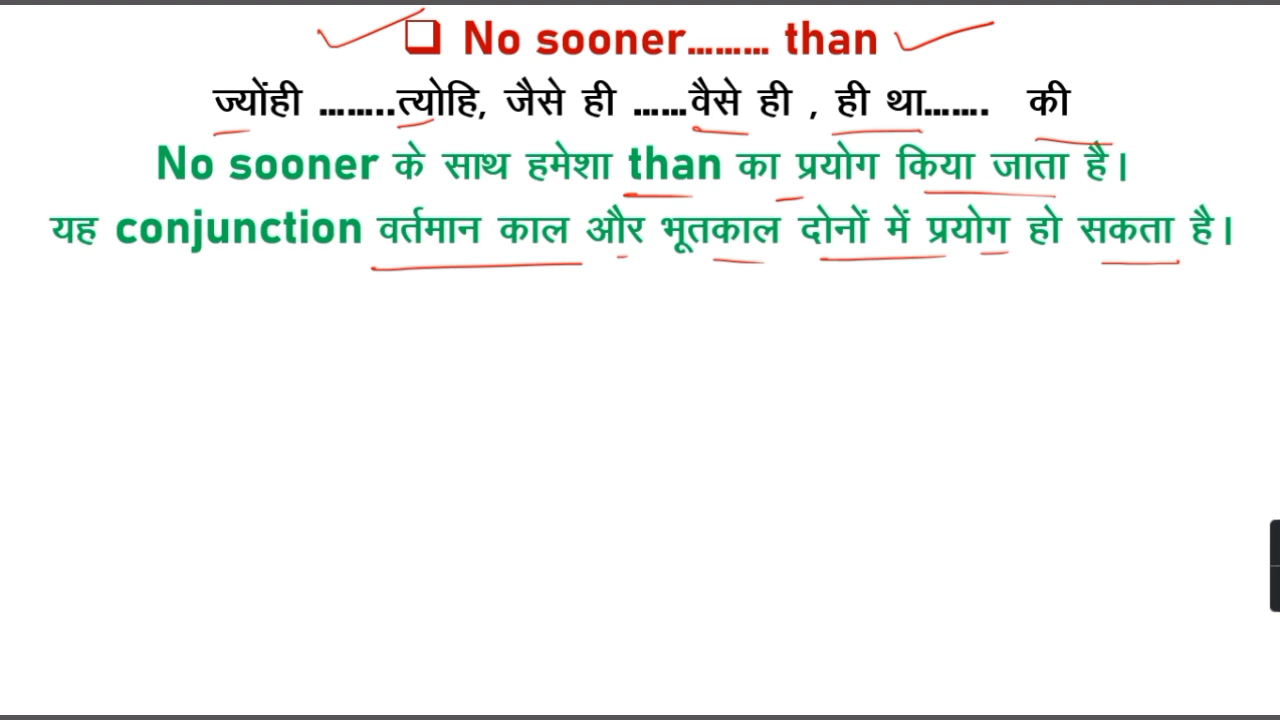 ❑ No sooner......... than
ज्योंही ........त्योहि, जैसे ही ......वैसे ही , ही था....... की
No sooner के साथ हमेशा than का प्रयोग किया जाता है।
यह conjunction वर्तमान काल और भूतकाल दोनों में प्रयोग हो सकता है।